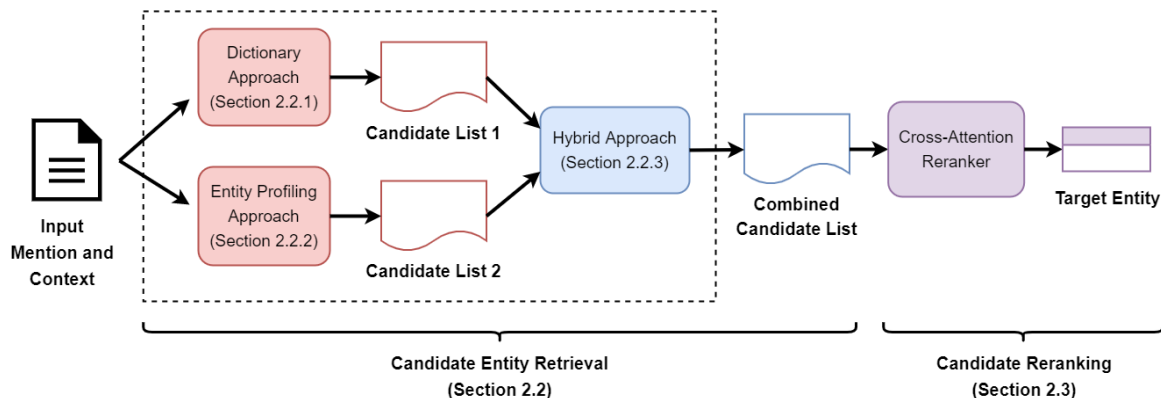 Dictionary
Approach
(Section 2.2.1)
Candidate List 1
Input
Mention and
Context
Entity Profiling
Approach
(Section 2.2.2)
Candidate List 2
Hybrid Approach
(Section 2.2.3)
Combined
Candidate List
Cross-Attention
Reranker
Target Entity
Candidate Entity Retrieval
(Section 2.2)
Candidate Reranking
(Section 2.3)